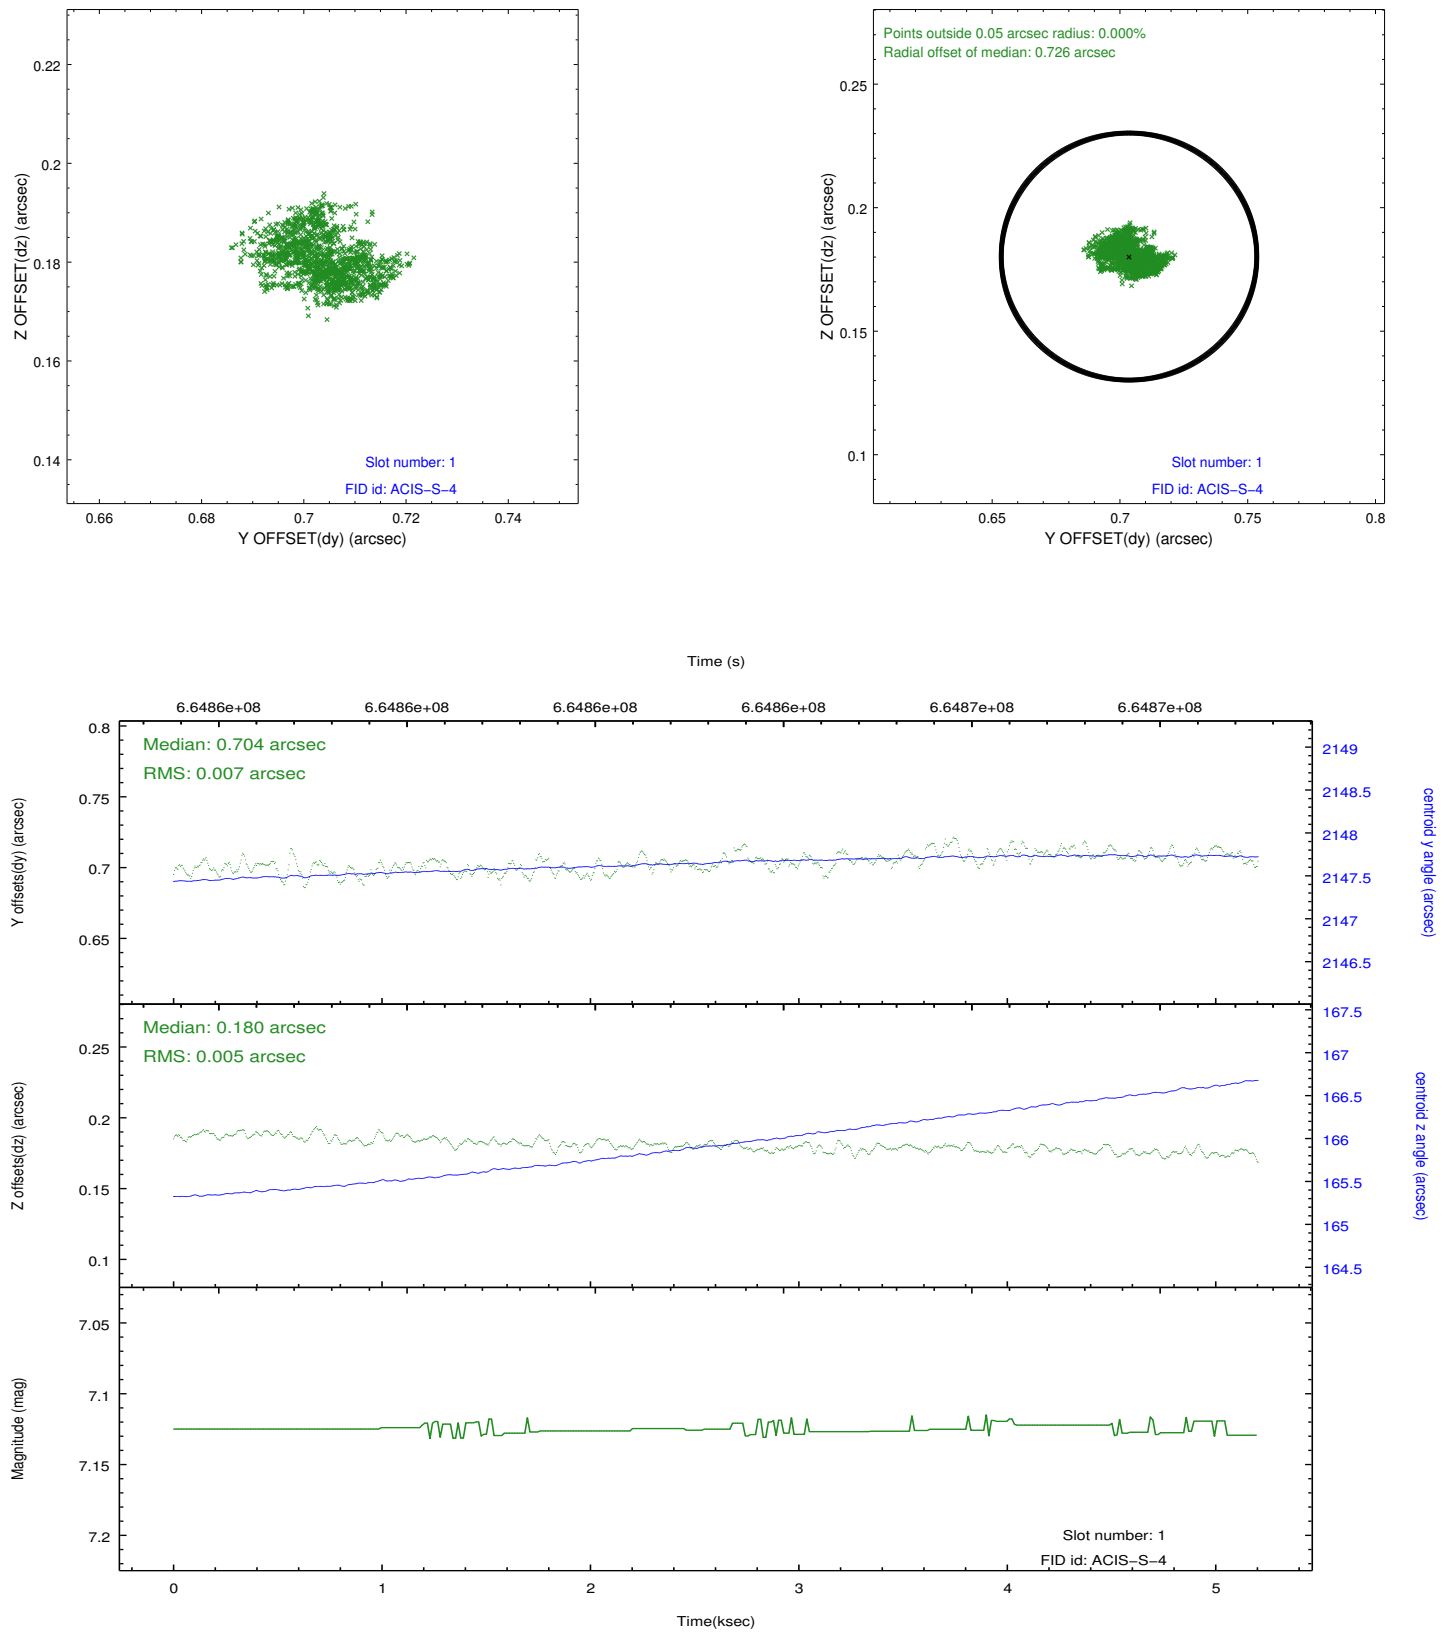 0.22
0.2
0.18
0.16
0.14
Z OFFSET(dz) (arcsec)
Slot number: 1
FID id: ACIS−S−4
0.66 0.68 0.7 0.72 0.74
Y OFFSET(dy) (arcsec)
Points outside 0.05 arcsec radius: 0.000%
Radial offset of median: 0.726 arcsec
0.25
0.2
0.15
0.1
Z OFFSET(dz) (arcsec)
Slot number: 1
FID id: ACIS−S−4
0.65 0.7 0.75 0.8
Y OFFSET(dy) (arcsec)
Time (s)
6.6486e+08 6.6486e+08 6.6486e+08 6.6486e+08 6.6487e+08 6.6487e+08
Median: 0.704 arcsec
RMS: 0.007 arcsec
0.8
0.75
0.7
0.65
Y offsets(dy) (arcsec)
2149
2148.5
2148
2147.5
2147
2146.5
centroid y angle (arcsec)
Median: 0.180 arcsec
RMS: 0.005 arcsec
0.25
0.2
0.15
0.1
Z offsets(dz) (arcsec)
167.5
167
166.5
166
165.5
165
164.5
centroid z angle (arcsec)
7.05
7.1
7.15
7.2
Magnitude (mag)
Slot number: 1
FID id: ACIS−S−4
0 1 2 3 4 5
Time(ksec)